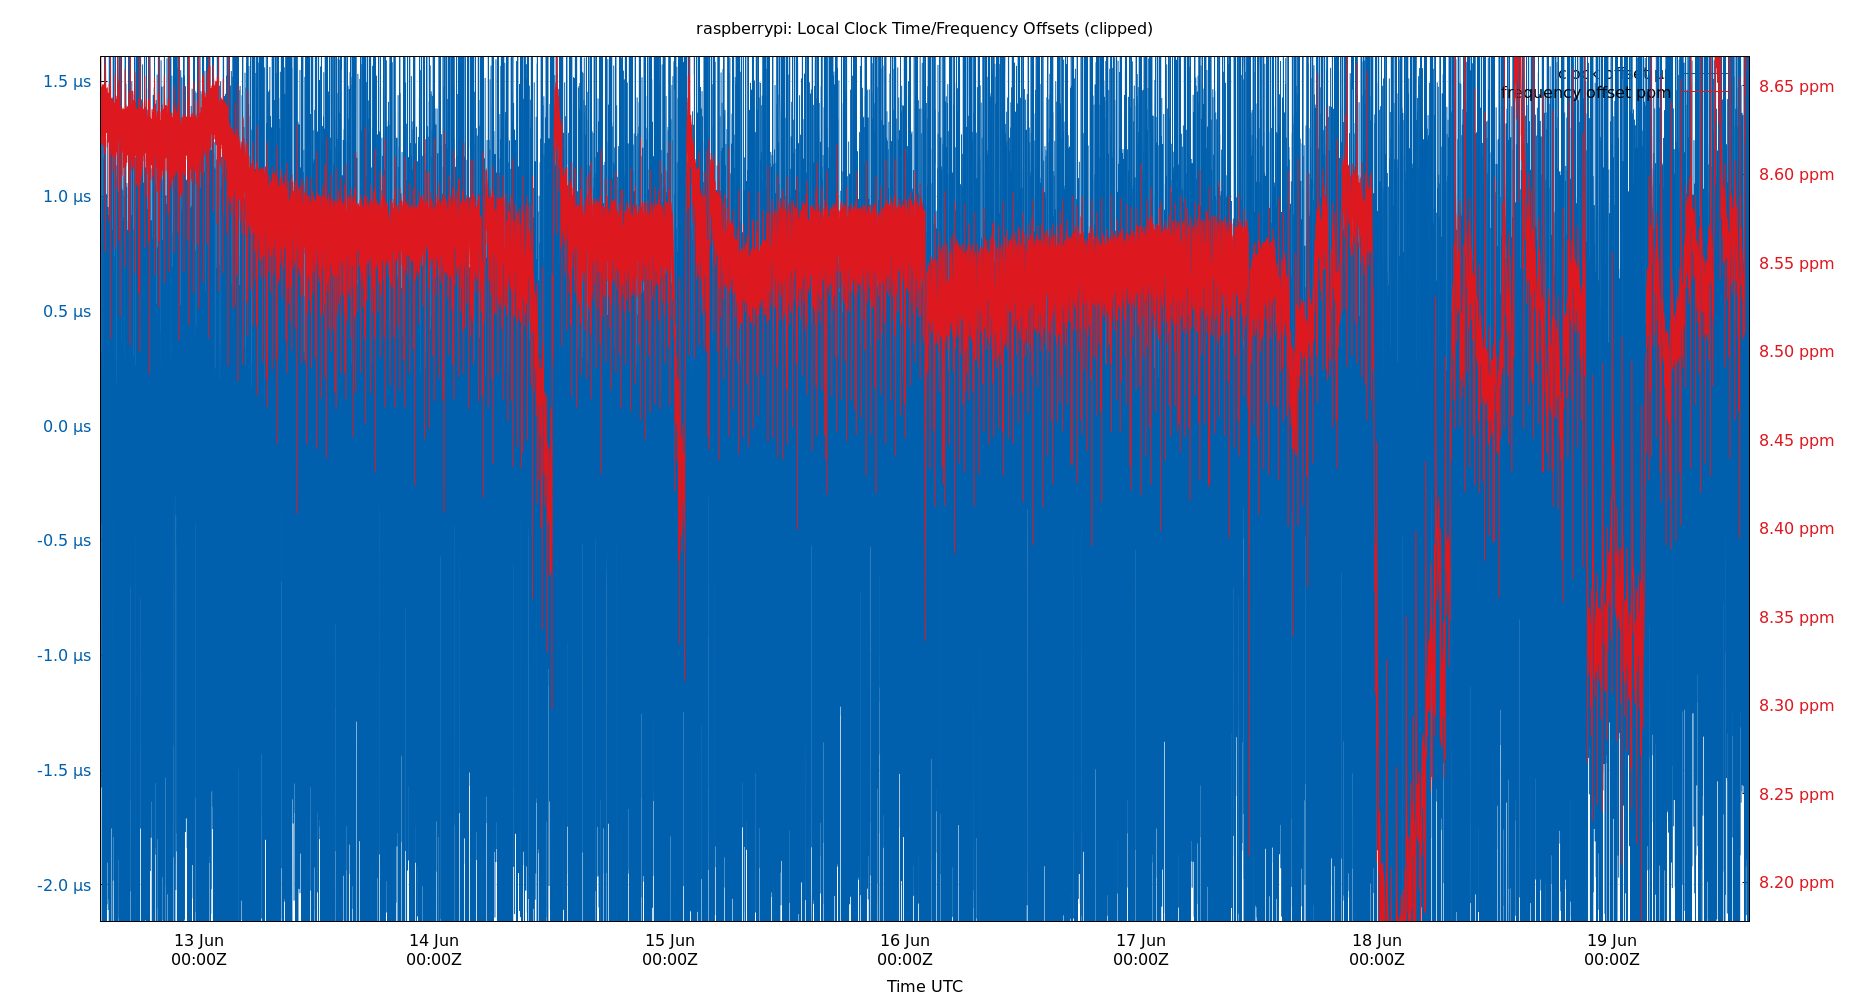 raspberrypi: Local Clock Time/Frequency Offsets (clipped)
clock offset µs
frequency offset ppm
1.5 µs
1.0 µs
0.5 µs
0.0 µs
-0.5 µs
-1.0 µs
-1.5 µs
-2.0 µs
8.65 ppm
8.60 ppm
8.55 ppm
8.50 ppm
8.45 ppm
8.40 ppm
8.35 ppm
8.30 ppm
8.25 ppm
8.20 ppm
13 Jun 14 Jun 15 Jun 16 Jun 17 Jun 18 Jun 19 Jun
00:00Z 00:00Z 00:00Z 00:00Z 00:00Z 00:00Z 00:00Z
Time UTC